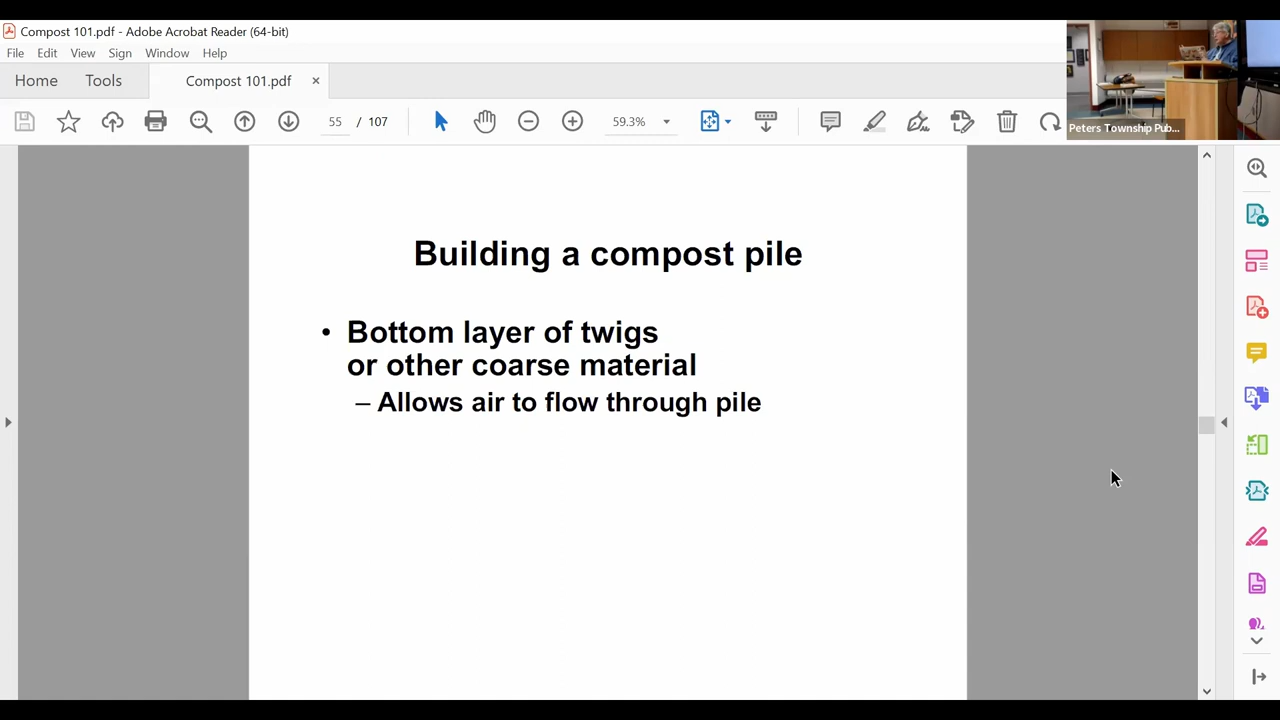 Compost 101.pdf - Adobe Acrobat Reader (64-bit)
File Edit View Sign Window Help
Home Tools Compost 101.pdf ×
55 / 107 59.3%
Peters Township Pub...
Building a compost pile
• Bottom layer of twigs
or other coarse material
– Allows air to flow through pile